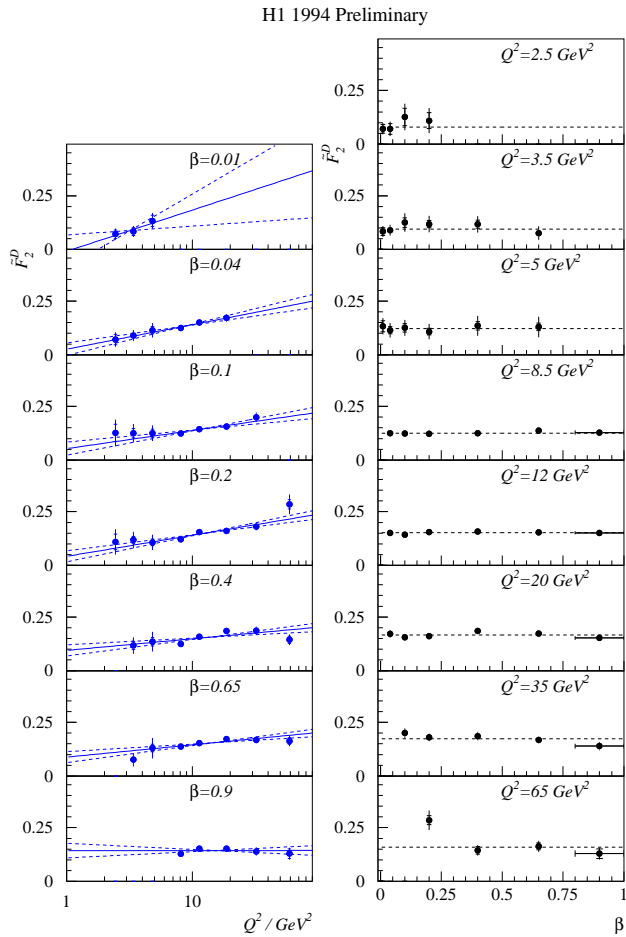 H1 1994 Preliminary
F̃₂ᴰ
β=0.01
0.25
0
β=0.04
0.25
0
β=0.1
0.25
0
β=0.2
0.25
0
β=0.4
0.25
0
β=0.65
0.25
0
β=0.9
0.25
0
1
10
Q² / GeV²
F̃₂ᴰ
Q²=2.5 GeV²
0.25
0
Q²=3.5 GeV²
0.25
0
Q²=5 GeV²
0.25
0
Q²=8.5 GeV²
0.25
0
Q²=12 GeV²
0.25
0
Q²=20 GeV²
0.25
0
Q²=35 GeV²
0.25
0
Q²=65 GeV²
0.25
0
0
0.25
0.5
0.75
1
β